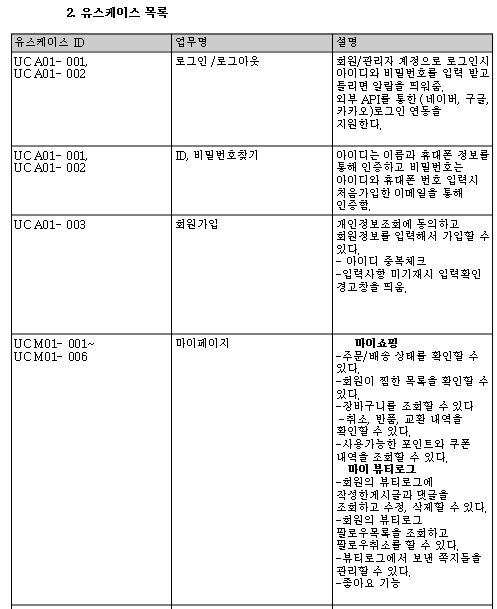 2. 유스케이스 목록
유스케이스 ID
업무명
설명
UC A01- 001,
UC A01- 002
로그인 /로그아웃
회원/관리자 계정으로 로그인시
아이디와 비밀번호를 입력 받고
틀리면 알람을 띄워줌.
외부 API를 통한 (네이버, 구글,
카카오)로그인 연동을
지원한다.
UC A01- 001,
UC A01- 002
ID, 비밀번호찾기
아이디는 이름과 휴대폰 정보를
통해 인증하고 비밀번호는
아이디와 휴대폰 번호 입력시
처음가입한 이메일을 통해
인증함.
UC A01- 003
회원가입
개인정보조회에 동의하고
회원정보를 입력해서 가입할 수
있다.
- 아이디 중복체크
-입력사항 미기재시 입력확인
경고창을 띄움.
UC M01- 001~
UC M01- 006
마이페이지
마이쇼핑
-주문/배송 상태를 확인할 수
있다.
-회원이 찜한 목록을 확인할 수
있다.
-장바구니를 조회할 수 있다
-취소, 반품, 교환 내역을
확인할 수 있다.
-사용가능한 포인트와 쿠폰
내역을 조회할 수 있다.
마이 뷰티로그
-회원의 뷰티로그에
작성한게시글과 댓글을
조회하고 수정, 삭제할 수 있다.
-회원의 뷰티로그
팔로우목록을 조회하고
팔로우취소를 할 수 있다.
-뷰티로그에서 보낸 쪽지들을
관리할 수 있다.
-좋아요 기능